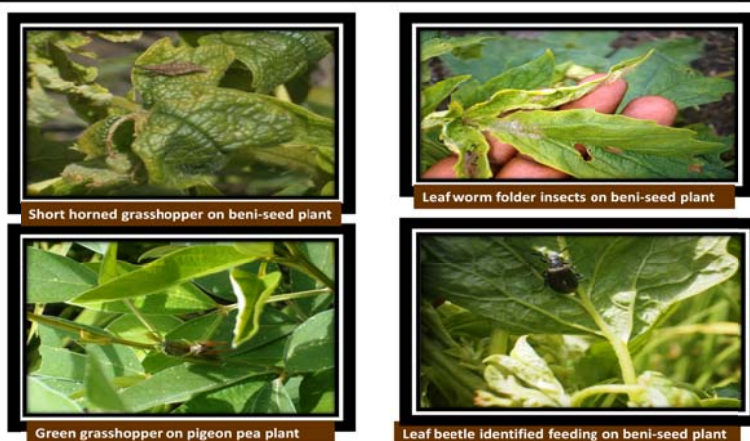 Short horned grasshopper on beni-seed plant
Leaf worm folder insects on beni-seed plant
Green grasshopper on pigeon pea plant
Leaf beetle identified feeding on beni-seed plant